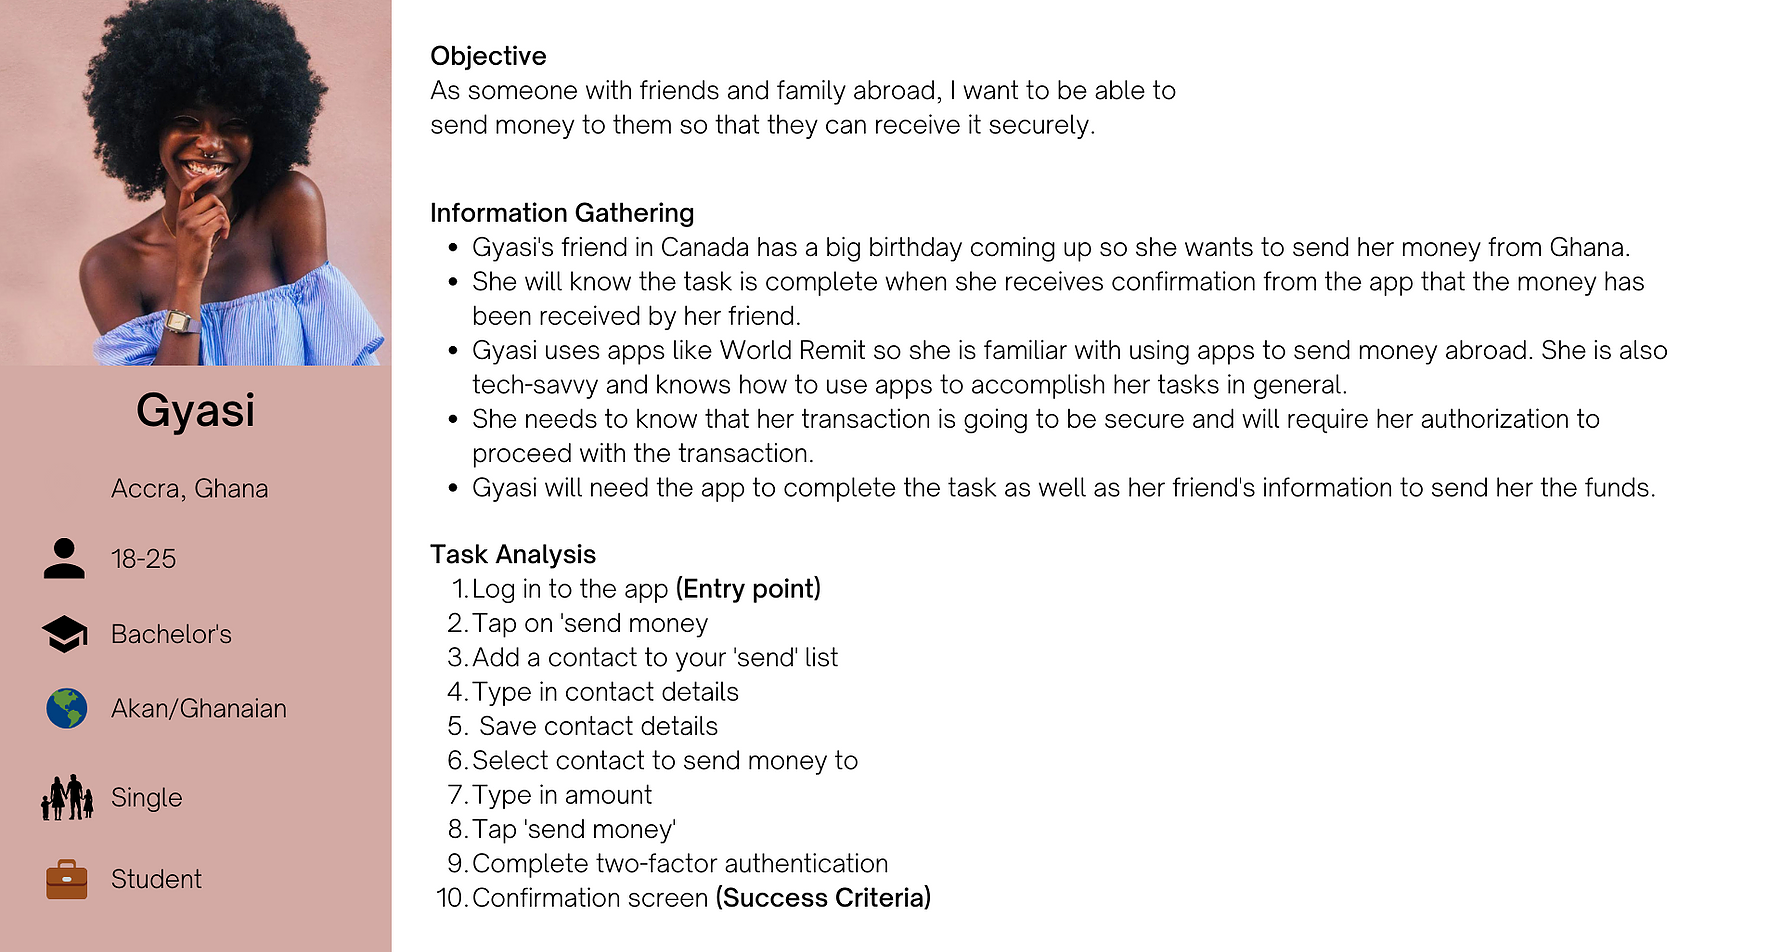 Gyasi
Accra, Ghana
18-25
Bachelor's
Akan/Ghanaian
Single
Student
Objective
As someone with friends and family abroad, I want to be able to
send money to them so that they can receive it securely.
Information Gathering
• Gyasi's friend in Canada has a big birthday coming up so she wants to send her money from Ghana.
• She will know the task is complete when she receives confirmation from the app that the money has
been received by her friend.
• Gyasi uses apps like World Remit so she is familiar with using apps to send money abroad. She is also
tech-savvy and knows how to use apps to accomplish her tasks in general.
• She needs to know that her transaction is going to be secure and will require her authorization to
proceed with the transaction.
• Gyasi will need the app to complete the task as well as her friend's information to send her the funds.
Task Analysis
1. Log in to the app (Entry point)
2. Tap on 'send money
3. Add a contact to your 'send' list
4. Type in contact details
5. Save contact details
6. Select contact to send money to
7. Type in amount
8. Tap 'send money'
9. Complete two-factor authentication
10. Confirmation screen (Success Criteria)